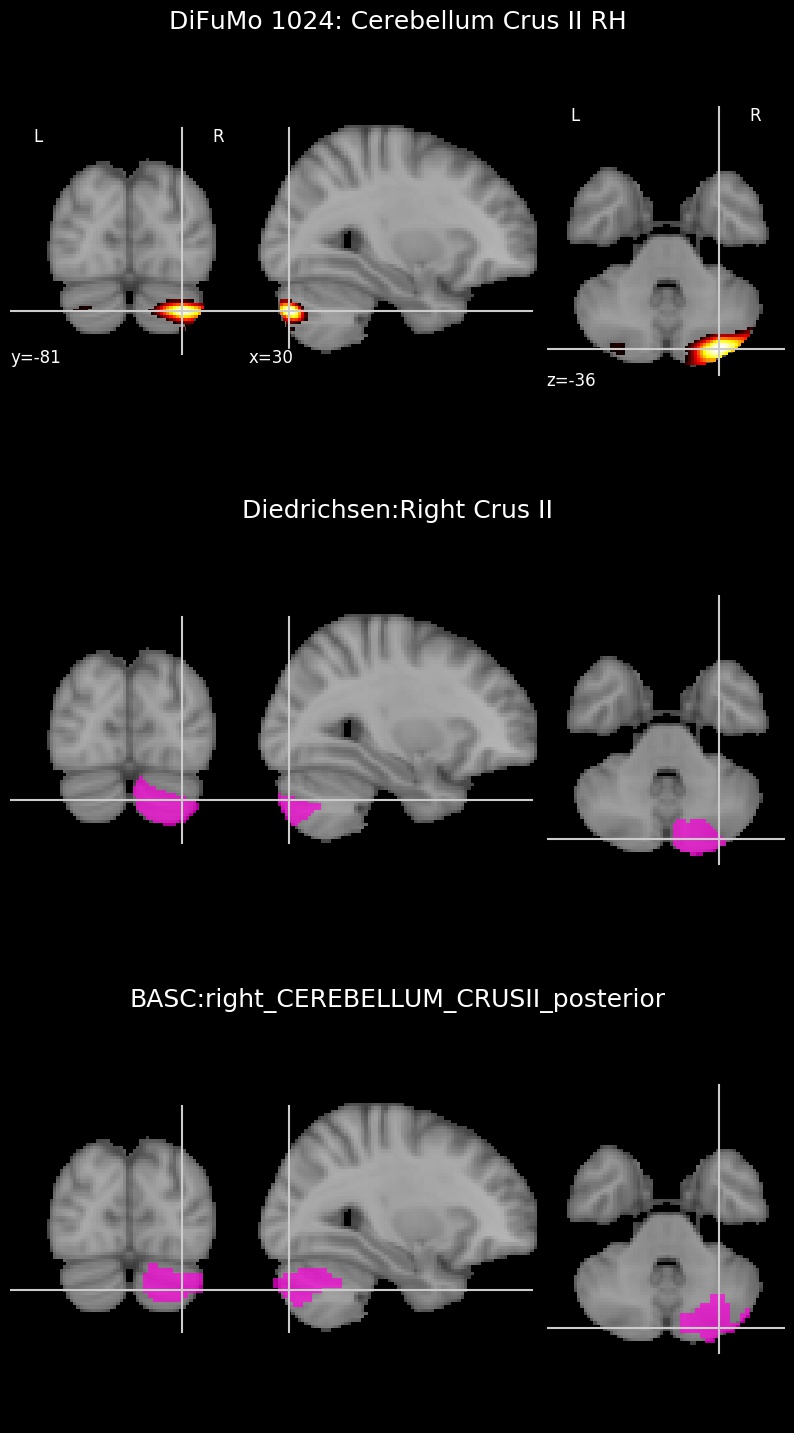 DiFuMo 1024: Cerebellum Crus II RH
L
R
L
R
y=-81
x=30
z=-36
Diedrichsen:Right Crus II
BASC:right_CEREBELLUM_CRUSII_posterior